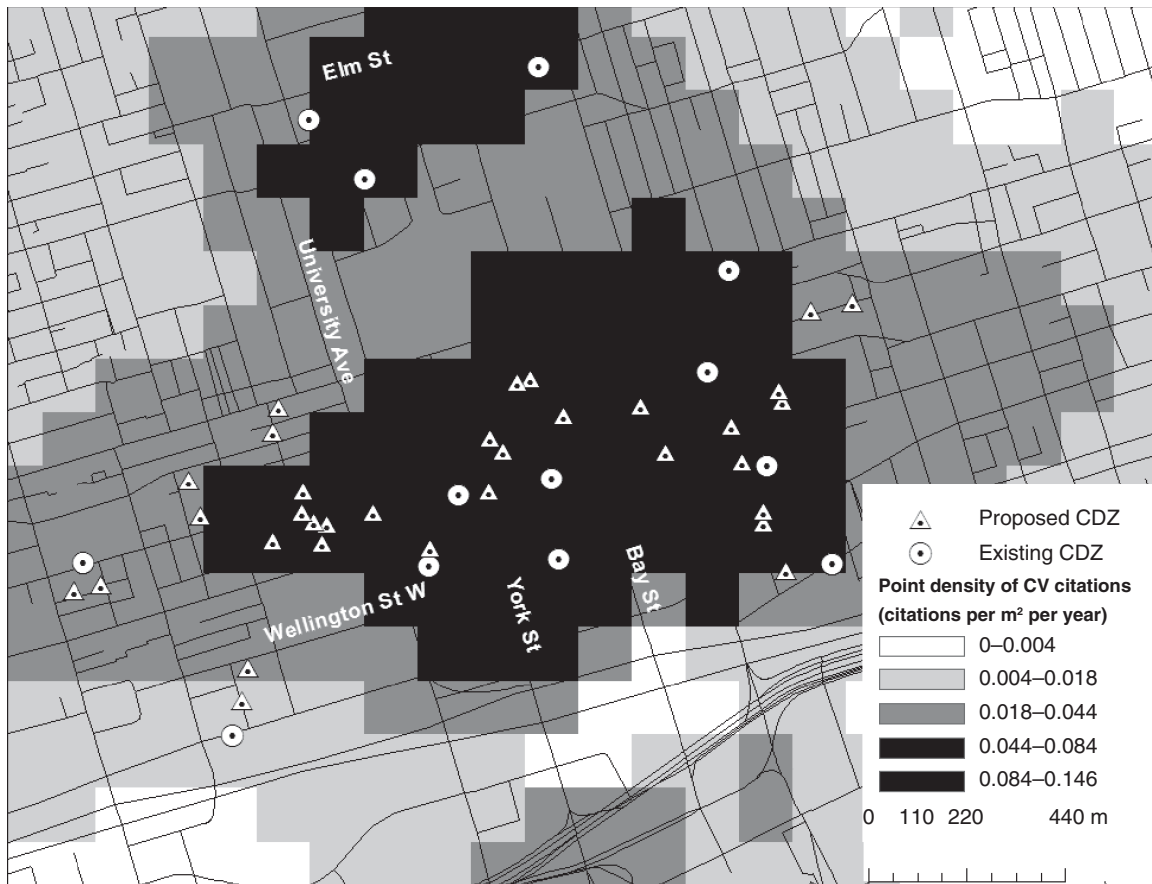 Elm St
University Ave
Wellington St W
York St
Bay St
Proposed CDZ
Existing CDZ
Point density of CV citations
(citations per m² per year)
0–0.004
0.004–0.018
0.018–0.044
0.044–0.084
0.084–0.146
0 110 220 440 m